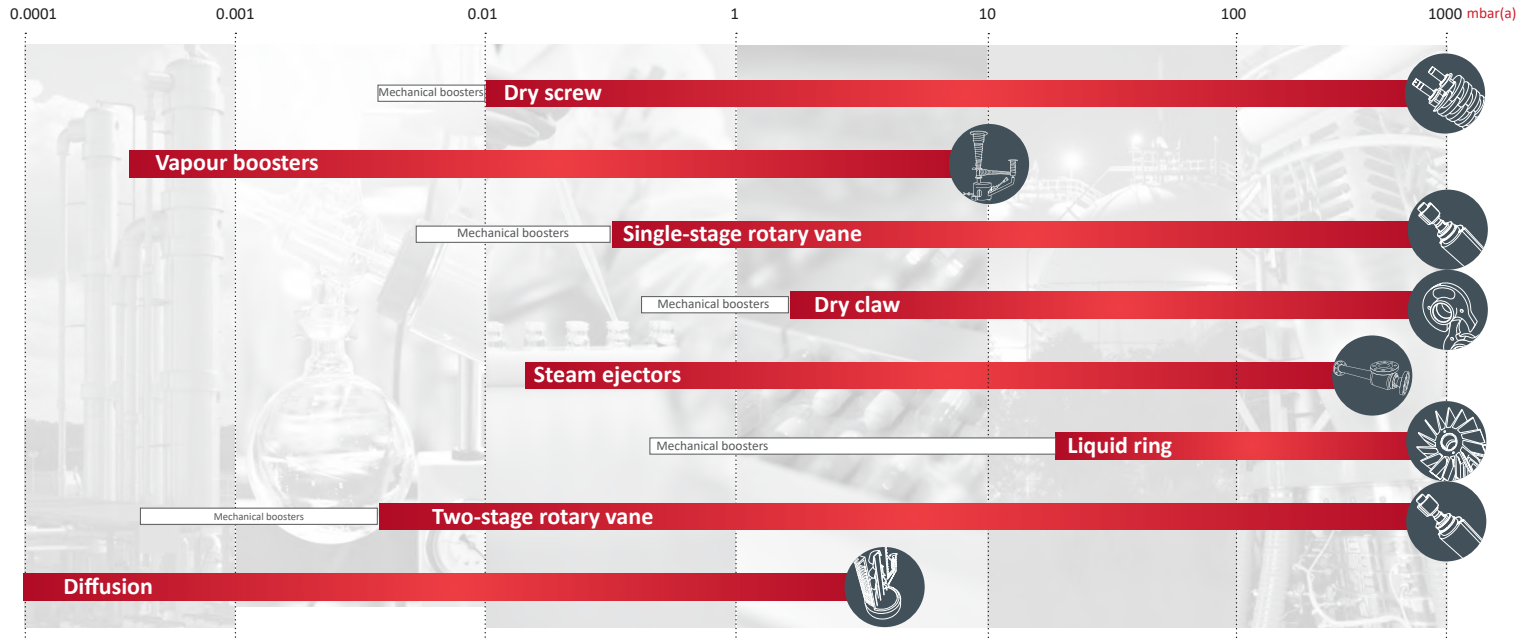 0.0001 0.001 0.01 1 10 100 1000 mbar(a)
Mechanical boosters Dry screw
Vapour boosters
Mechanical boosters Single-stage rotary vane
Mechanical boosters Dry claw
Steam ejectors
Mechanical boosters Liquid ring
Mechanical boosters Two-stage rotary vane
Diffusion